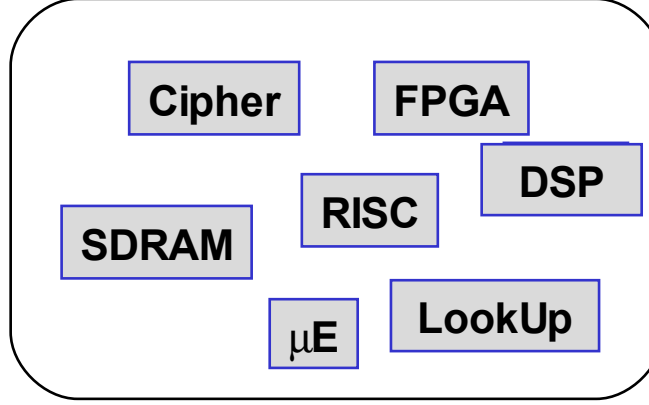 Cipher
FPGA
DSP
RISC
SDRAM
LookUp
μE